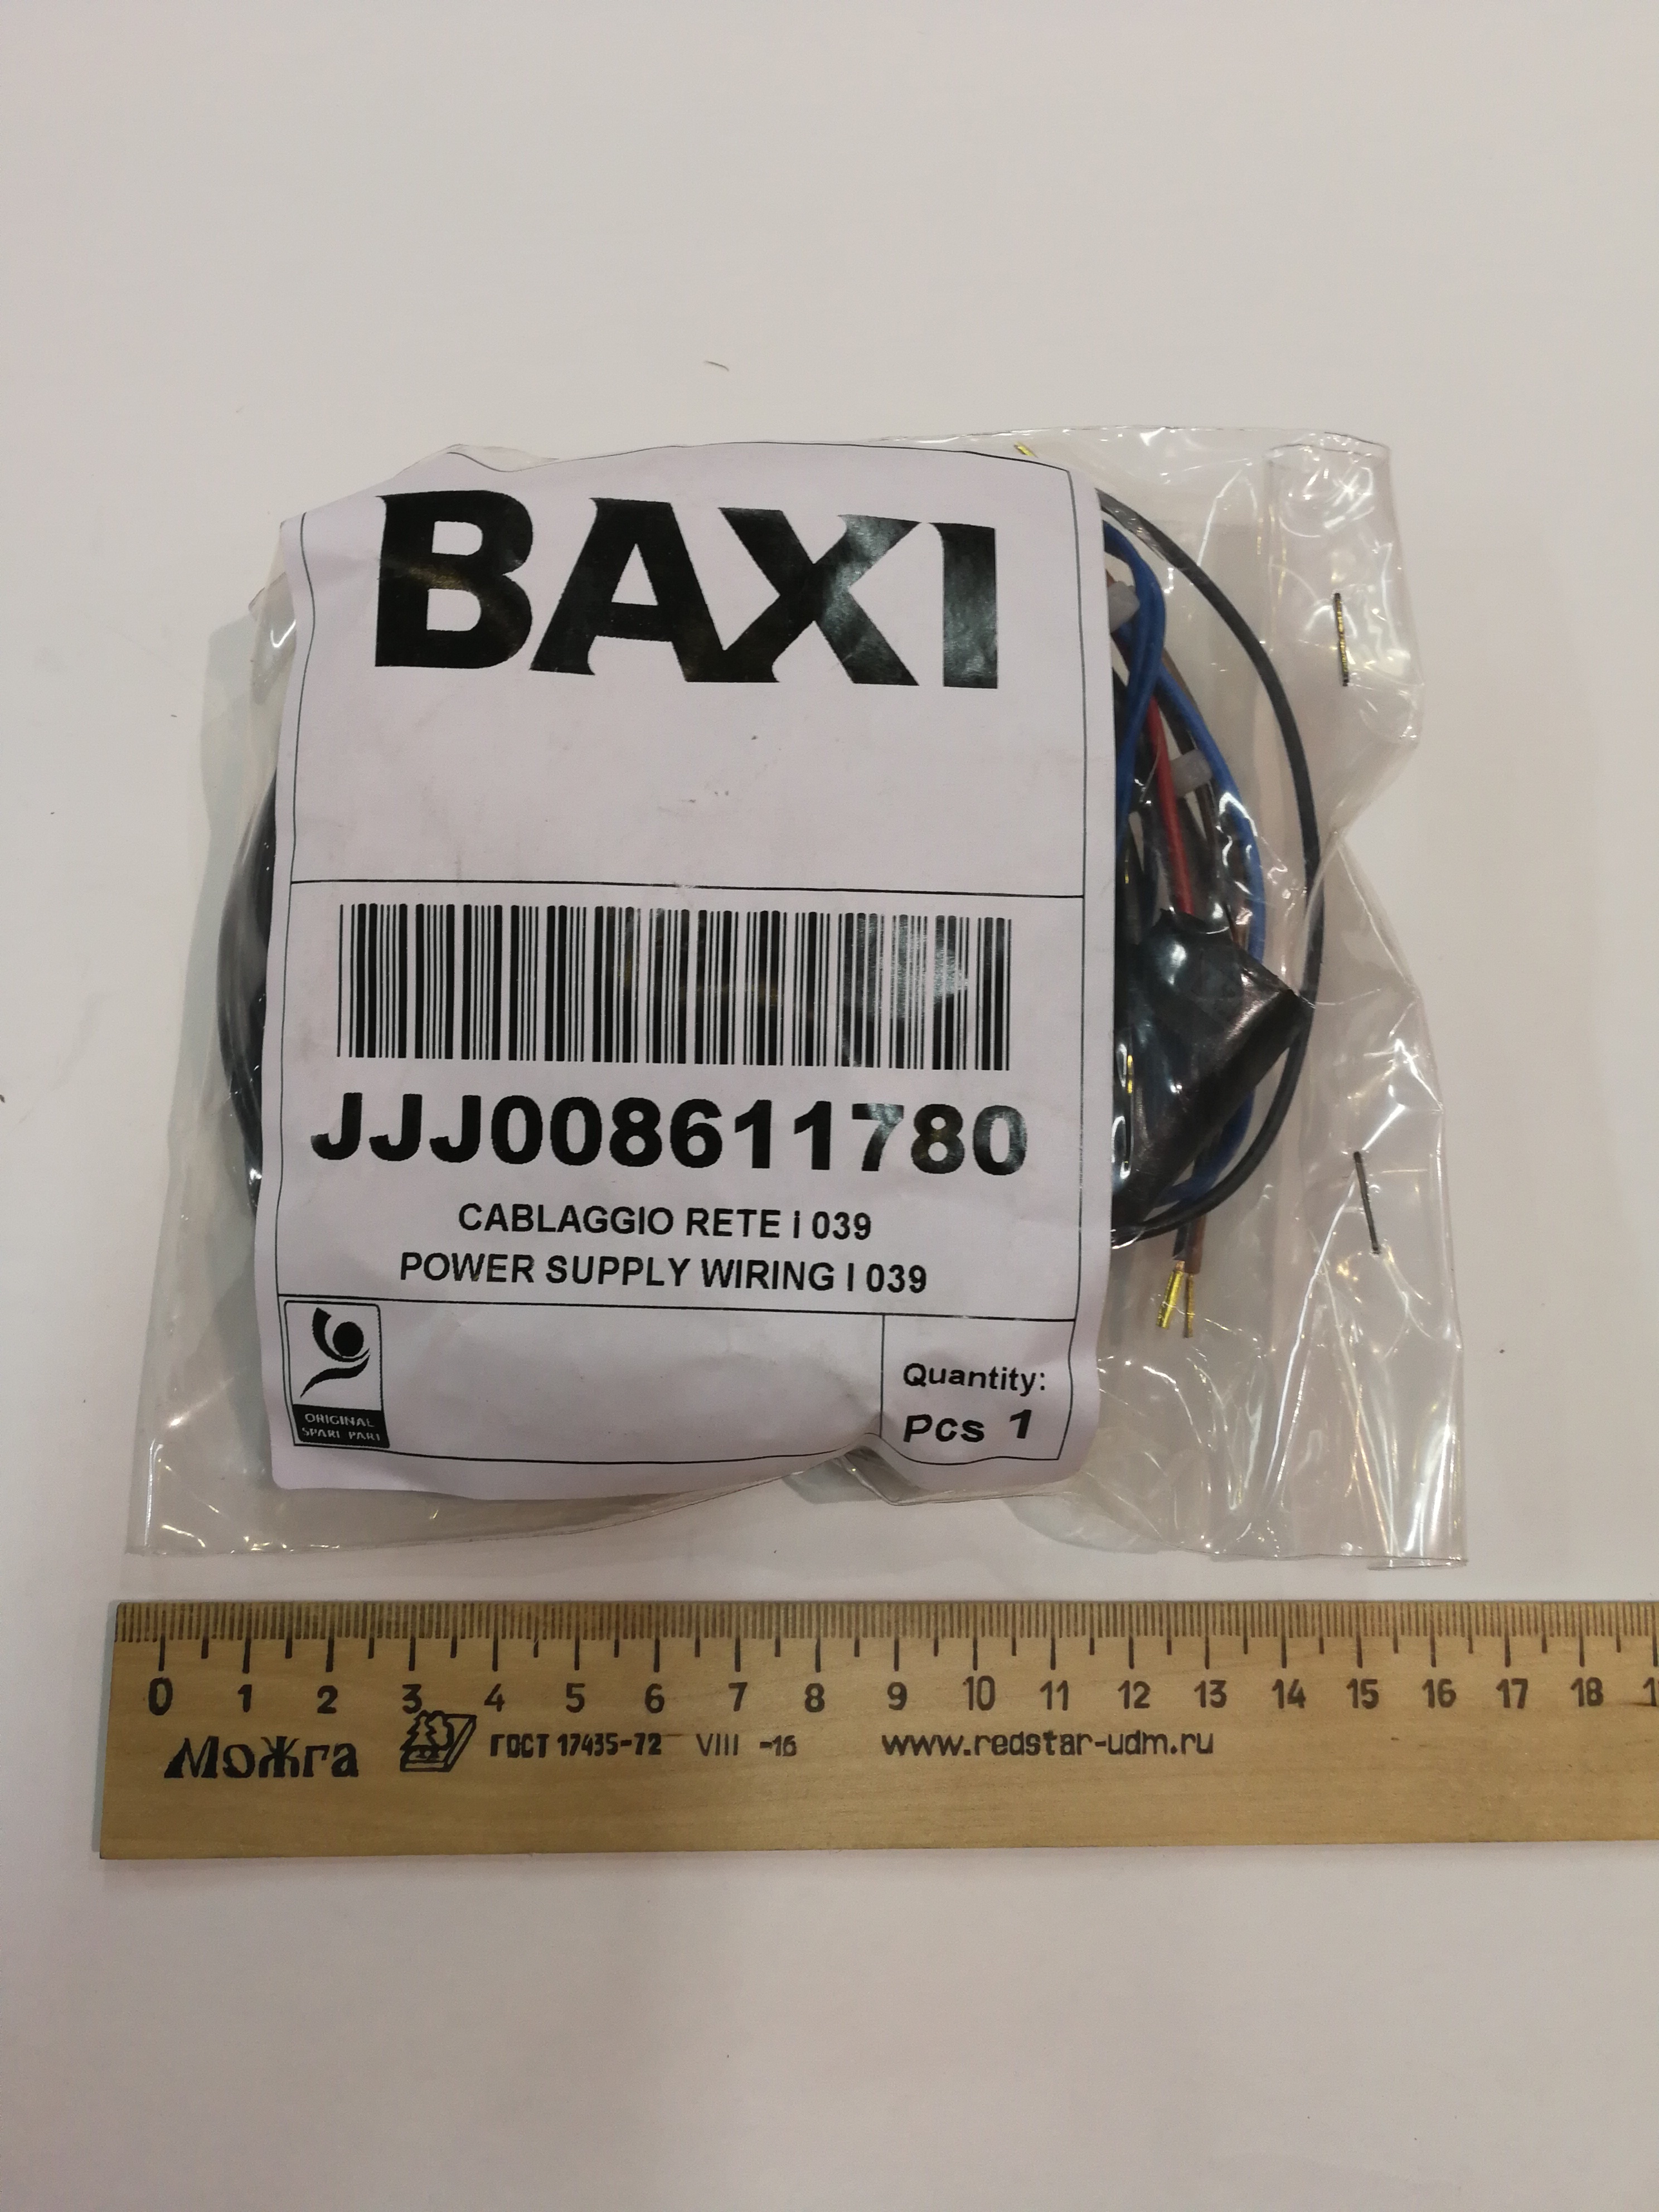 BAXI
JJJ008611780
CABLAGGIO RETE i 039
POWER SUPPLY WIRING I 039
ORIGINAL
SPARE PART
Quantity:
Pcs 1
0 1 2 3 4 5 6 7 8 9 10 11 12 13 14 15 16 17 18
Можга ГОСТ 17435-72 VIII -16 www.redstar-udm.ru